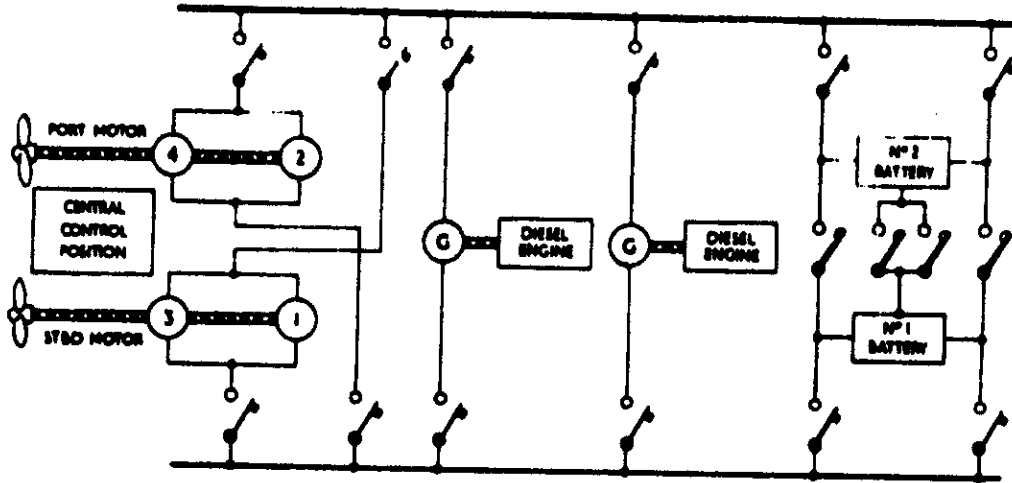 PORT MOTOR
4
2
CENTRAL
CONTROL
POSITION
3
1
STBD MOTOR
G
DIESEL
ENGINE
G
DIESEL
ENGINE
Nº 2
BATTERY
Nº 1
BATTERY